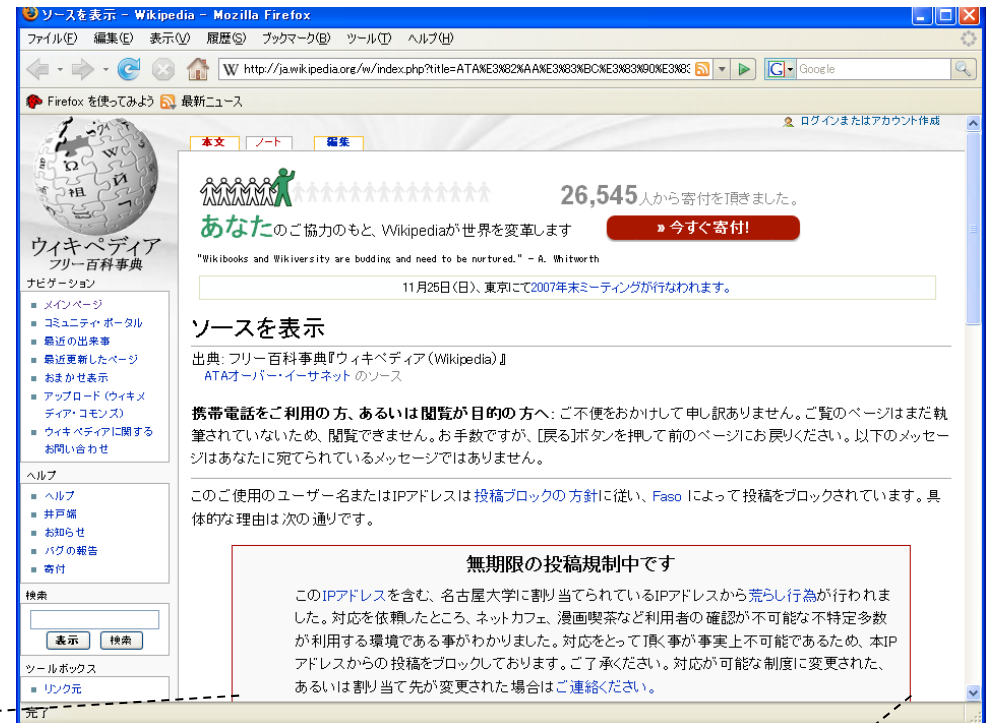 ソースを表示 - Wikipedia - Mozilla Firefox
ファイル(F) 編集(E) 表示(V) 履歴(S) ブックマーク(B) ツール(T) ヘルプ(H)
W http://ja.wikipedia.org/w/index.php?title=ATA%E3%82%AA%E3%83%BC%E3%83%90%E3%83 G Google
Firefox を使ってみよう 最新ニュース
ログインまたはアカウント作成
本文 ノート 編集
26,545人から寄付を頂きました。
あなたのご協力のもと、Wikipediaが世界を変革します
» 今すぐ寄付!
"Wikibooks and Wikiversity are budding and need to be nurtured." - A. Whitworth
11月25日(日)、東京にて2007年末ミーティングが行なわれます。
ウィキペディア
フリー百科事典
ナビゲーション
メインページ
コミュニティ・ポータル
最近の出来事
最近更新したページ
おまかせ表示
アップロード (ウィキメ
ディア・コモンズ)
ウィキペディアに関する
お問い合わせ
ヘルプ
ヘルプ
井戸端
お知らせ
バグの報告
寄付
検索
表示 検索
ツールボックス
リンク元
ソースを表示
出典: フリー百科事典『ウィキペディア(Wikipedia)』
ATAオーバー・イーサネット のソース
携帯電話をご利用の方、あるいは閲覧が目的の方へ: ご不便をおかけして申し訳ありません。ご覧のページはまだ執
筆されていないため、閲覧できません。お手数ですが、[戻る]ボタンを押して前のページにお戻りください。以下のメッセー
ジはあなたに宛てられているメッセージではありません。
このご使用のユーザー名またはIPアドレスは投稿ブロックの方針に従い、Faso によって投稿をブロックされています。具
体的な理由は次の通りです。
無期限の投稿規制中です
このIPアドレスを含む、名古屋大学に割り当てられているIPアドレスから荒らし行為が行われま
した。対応を依頼したところ、ネットカフェ、漫画喫茶など利用者の確認が不可能な不特定多数
が利用する環境である事がわかりました。対応をとって頂く事が事実上不可能であるため、本IP
アドレスからの投稿をブロックしております。ご了承ください。対応が可能な制度に変更された、
あるいは割り当て先が変更された場合はご連絡ください。
完了